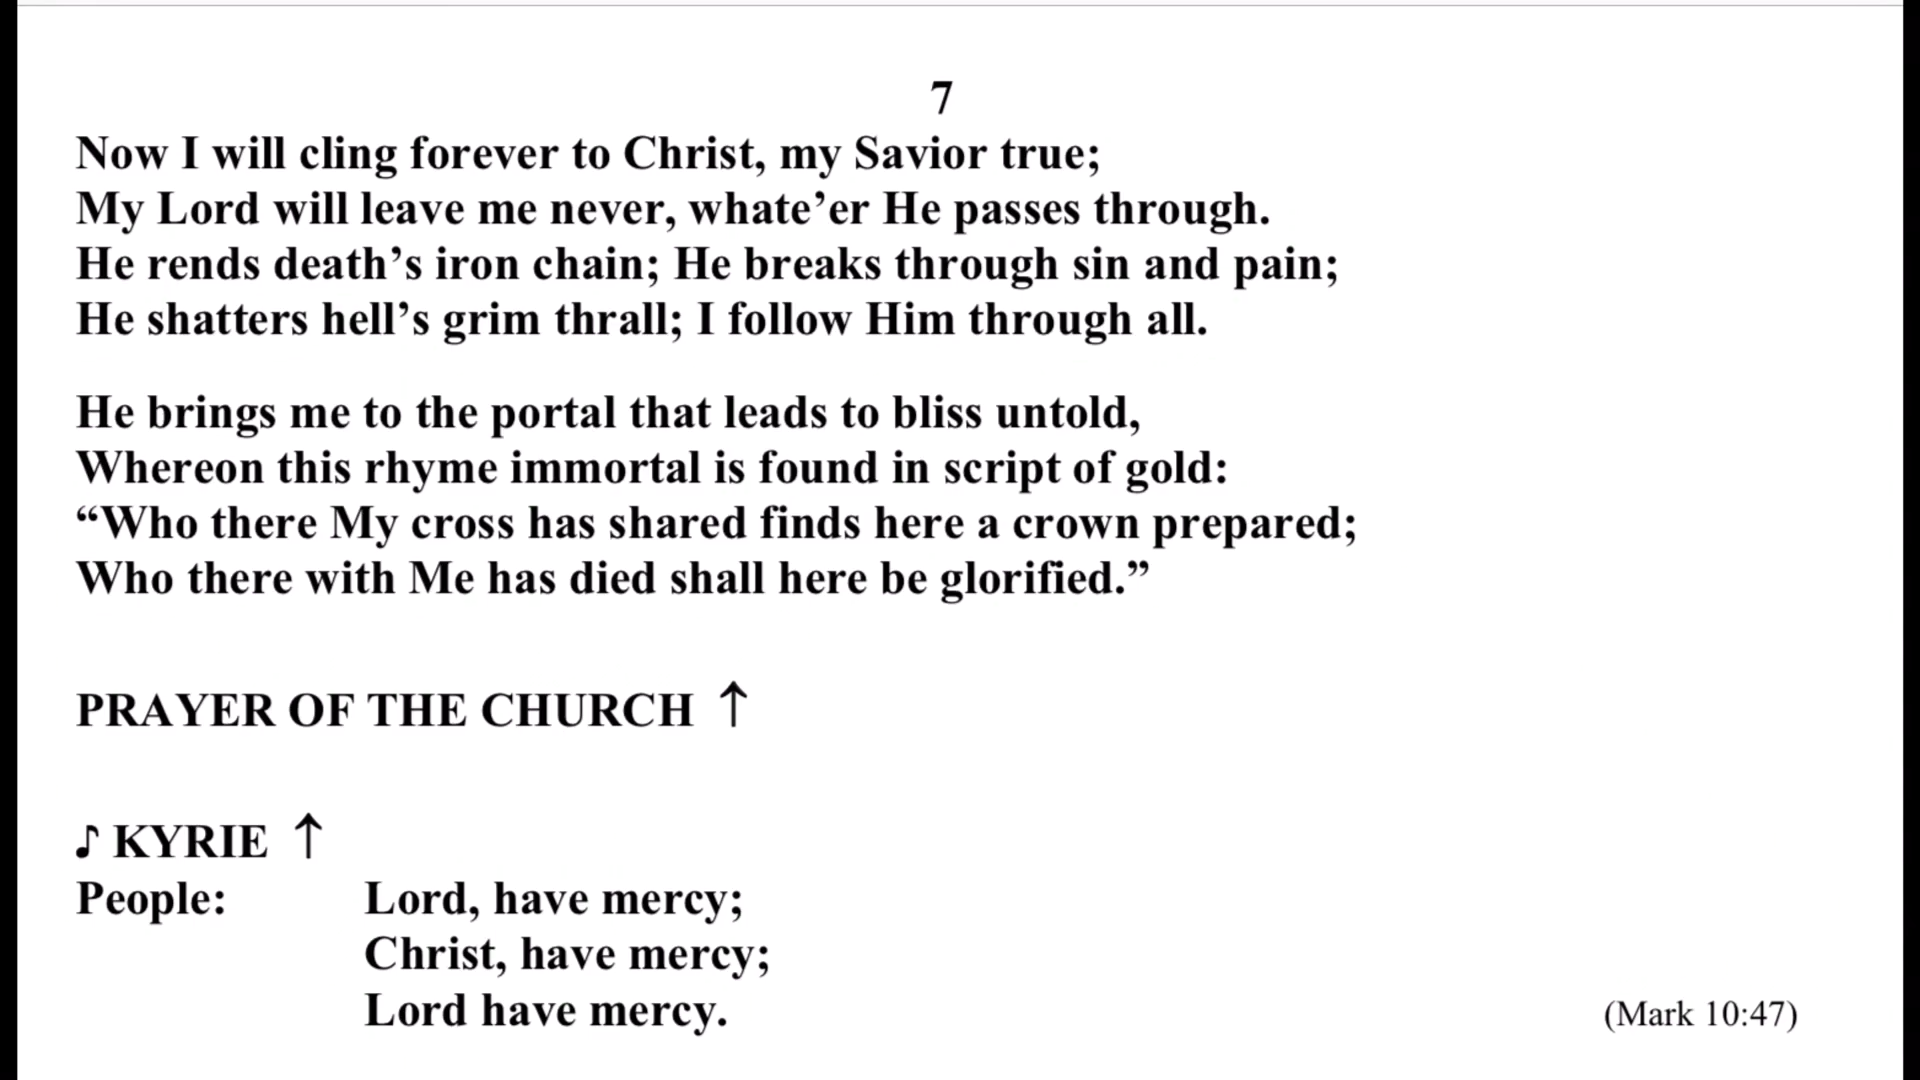 7
Now I will cling forever to Christ, my Savior true;
My Lord will leave me never, whate’er He passes through.
He rends death’s iron chain; He breaks through sin and pain;
He shatters hell’s grim thrall; I follow Him through all.
He brings me to the portal that leads to bliss untold,
Whereon this rhyme immortal is found in script of gold:
“Who there My cross has shared finds here a crown prepared;
Who there with Me has died shall here be glorified.”
PRAYER OF THE CHURCH ↑
♪ KYRIE ↑
People: Lord, have mercy;
Christ, have mercy;
Lord have mercy. (Mark 10:47)